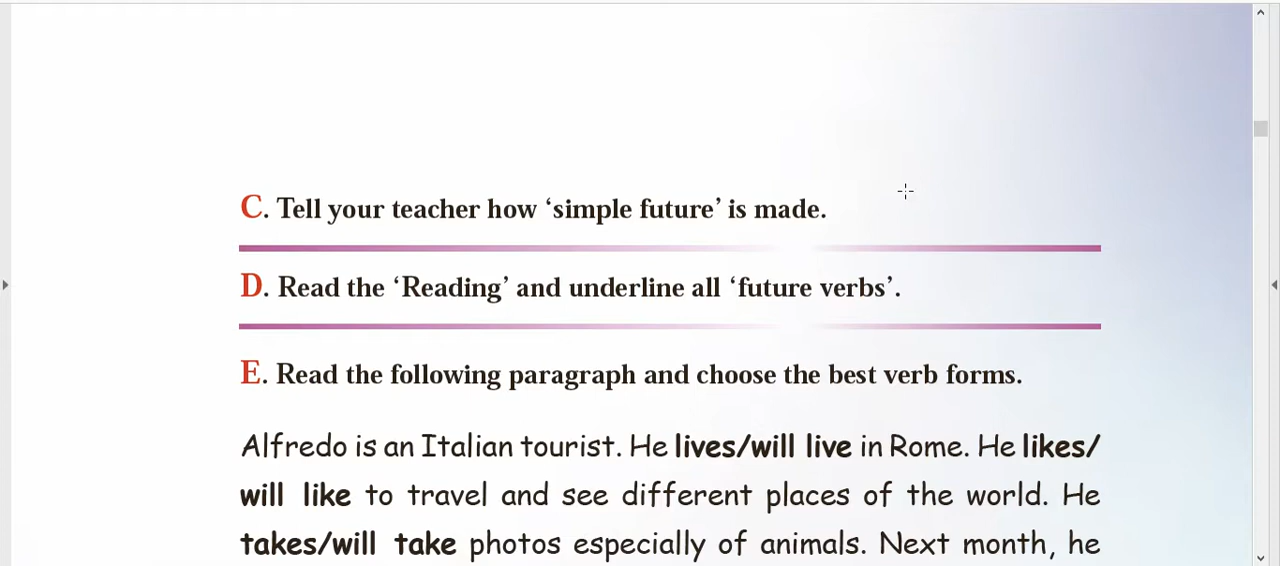 C. Tell your teacher how ‘simple future’ is made.
D. Read the ‘Reading’ and underline all ‘future verbs’.
E. Read the following paragraph and choose the best verb forms.
Alfredo is an Italian tourist. He lives/will live in Rome. He likes/
will like to travel and see different places of the world. He
takes/will take photos especially of animals. Next month, he